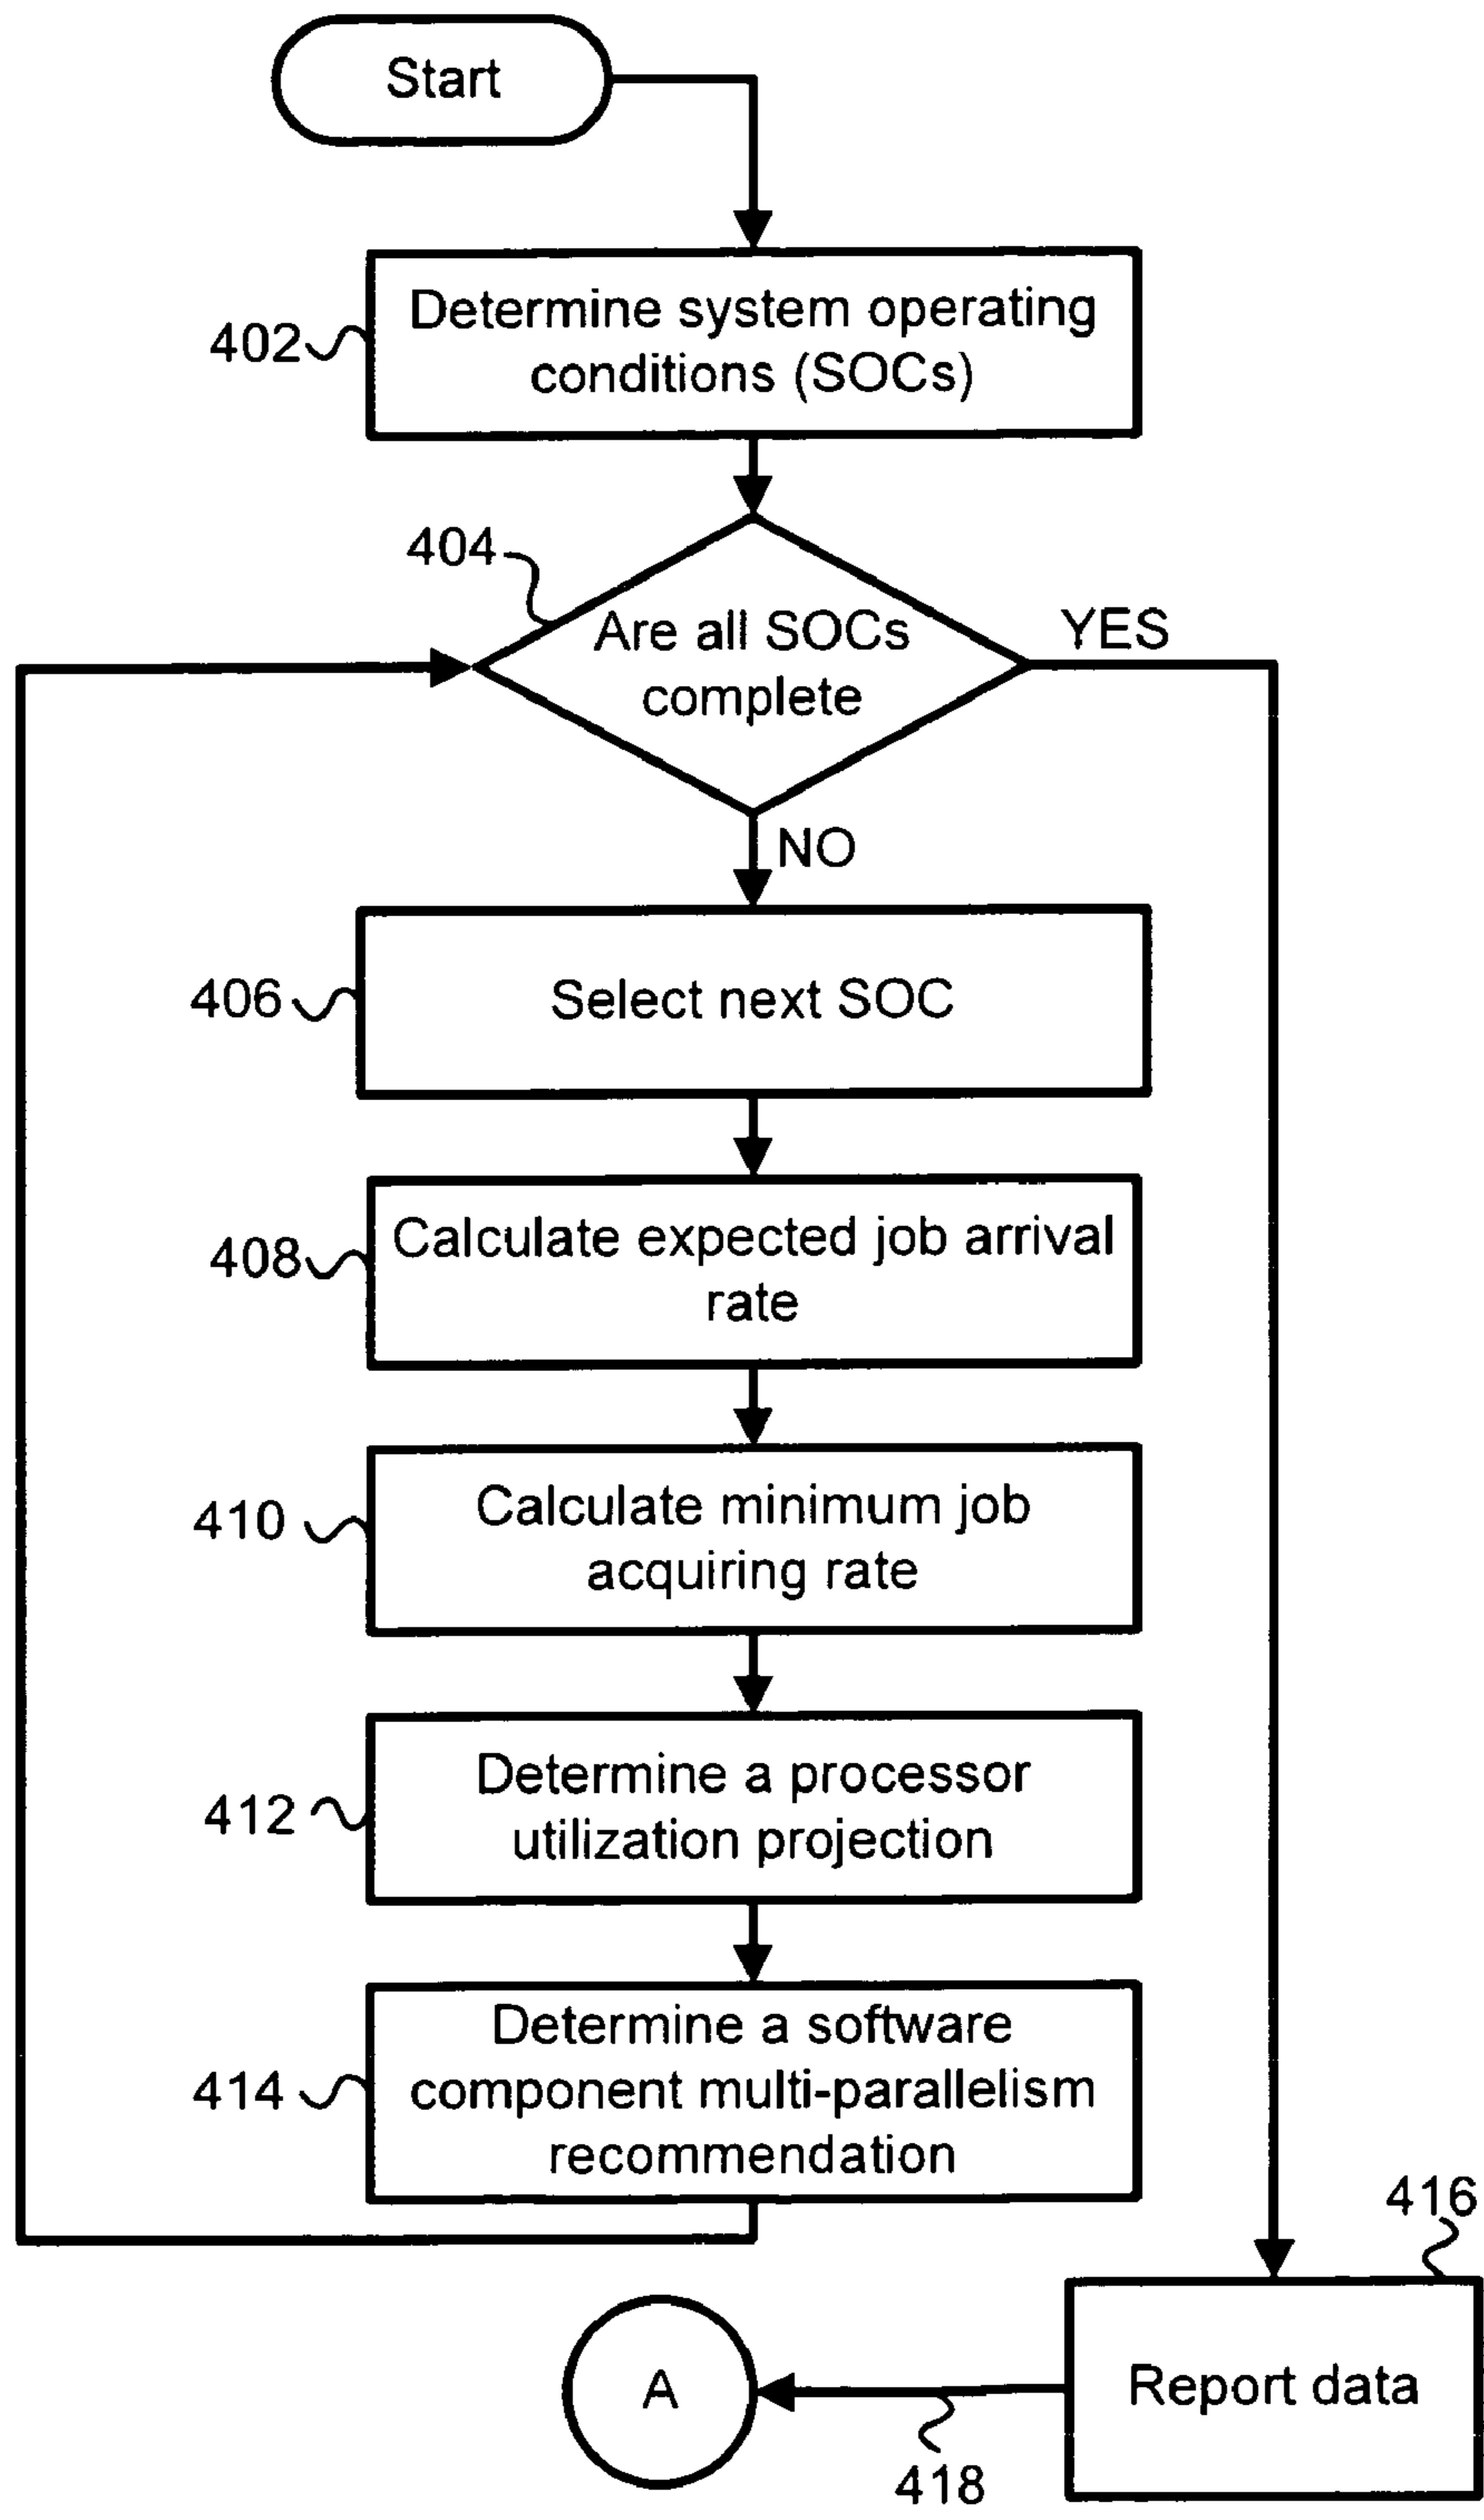 Start
402
Determine system operating
conditions (SOCs)
404
Are all SOCs
complete
YES
NO
406
Select next SOC
408
Calculate expected job arrival
rate
410
Calculate minimum job
acquiring rate
412
Determine a processor
utilization projection
414
Determine a software
component multi-parallelism
recommendation
416
Report data
A
418